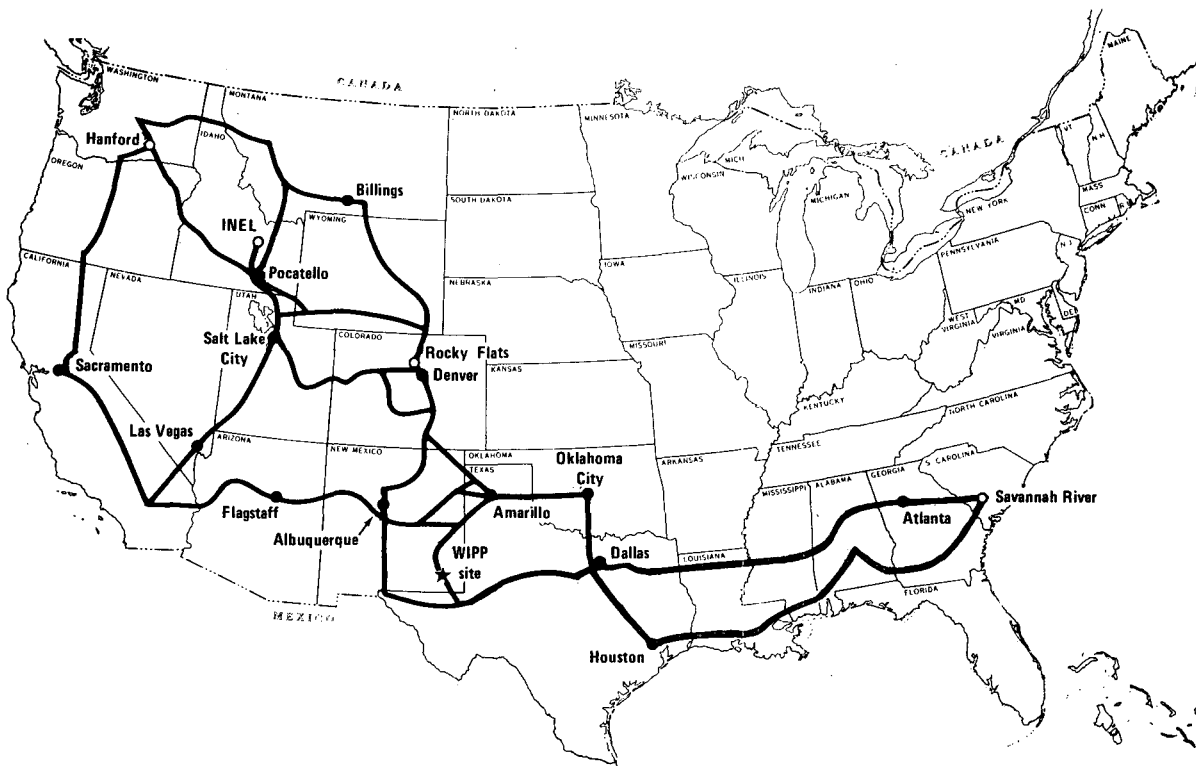 CANADA
WASHINGTON
MONTANA
NORTH DAKOTA
MINNESOTA
MAINE
Hanford
IDAHO
OREGON
VT
N.H.
CANADA
MICH
WISCONSIN
MICHIGAN
MASS
CONN
NEW YORK
Billings
SOUTH DAKOTA
WYOMING
INEL
PENNSYLVANIA
N.J.
CALIFORNIA
NEVADA
Pocatello
IOWA
NEBRASKA
ILLINOIS
INDIANA
OHIO
UTAH
MD
DEL
WEST
VIRGINIA
VIRGINIA
COLORADO
Salt Lake
City
MISSOURI
Rocky Flats
Sacramento
Denver
KANSAS
KENTUCKY
NORTH CAROLINA
Las Vegas
ARIZONA
NEW MEXICO
OKLAHOMA
TEXAS
Oklahoma
City
TENNESSEE
ARKANSAS
S. CAROLINA
GEORGIA
ALABAMA
MISSISSIPPI
Savannah River
Flagstaff
Amarillo
Atlanta
Albuquerque
WIPP
site
Dallas
LOUISIANA
FLORIDA
MEXICO
Houston